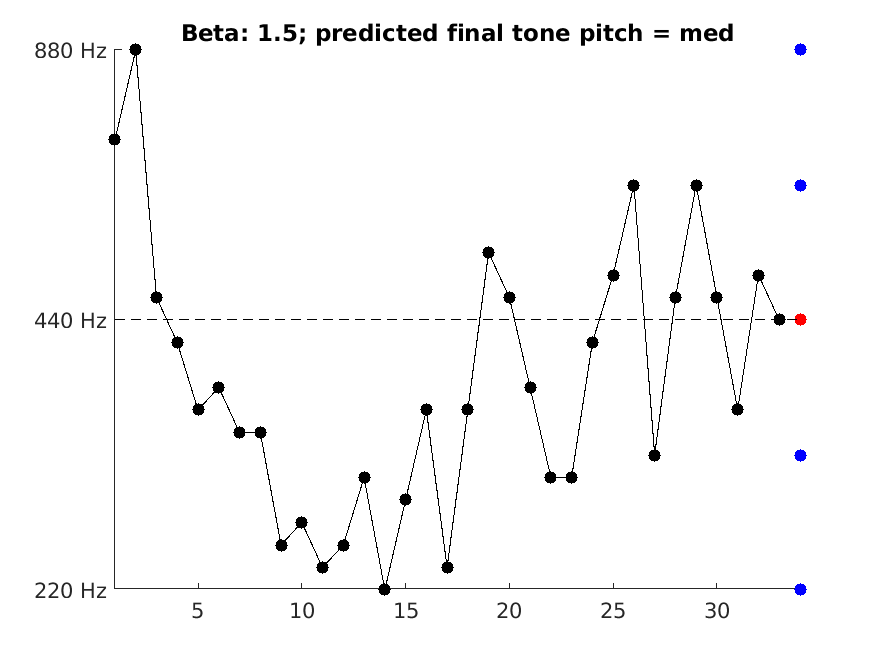 Beta: 1.5; predicted final tone pitch = med
880 Hz
440 Hz
220 Hz
5 10 15 20 25 30